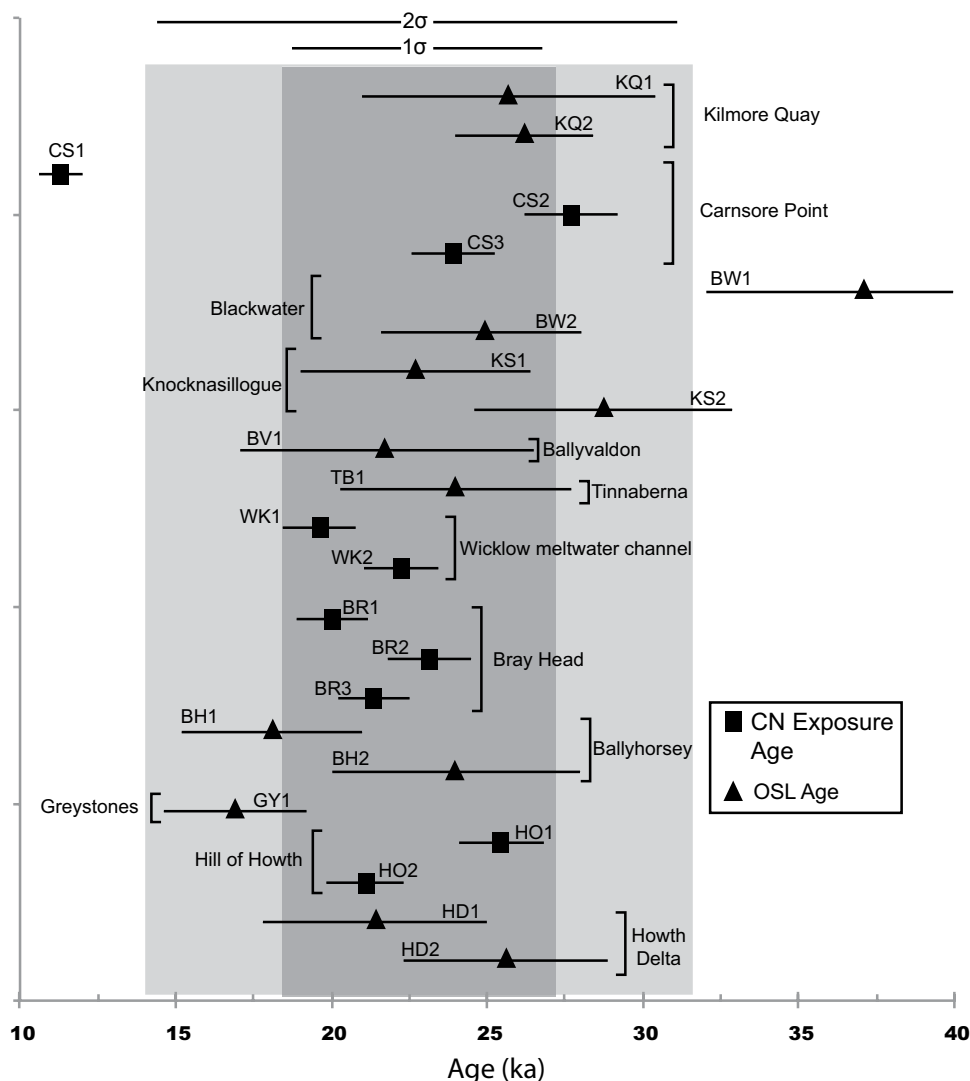 2σ
1σ
KQ1
Kilmore Quay
KQ2
CS1
CS2
Carnsore Point
CS3
BW1
Blackwater
BW2
KS1
Knocknasillogue
KS2
BV1
Ballyvaldon
TB1
Tinnaberna
WK1
Wicklow meltwater channel
WK2
BR1
BR2
Bray Head
BR3
BH1
Ballyhorsey
BH2
Greystones
GY1
HO1
Hill of Howth
HO2
HD1
Howth
Delta
HD2
CN Exposure
Age
OSL Age
10 15 20 25 30 35 40
Age (ka)